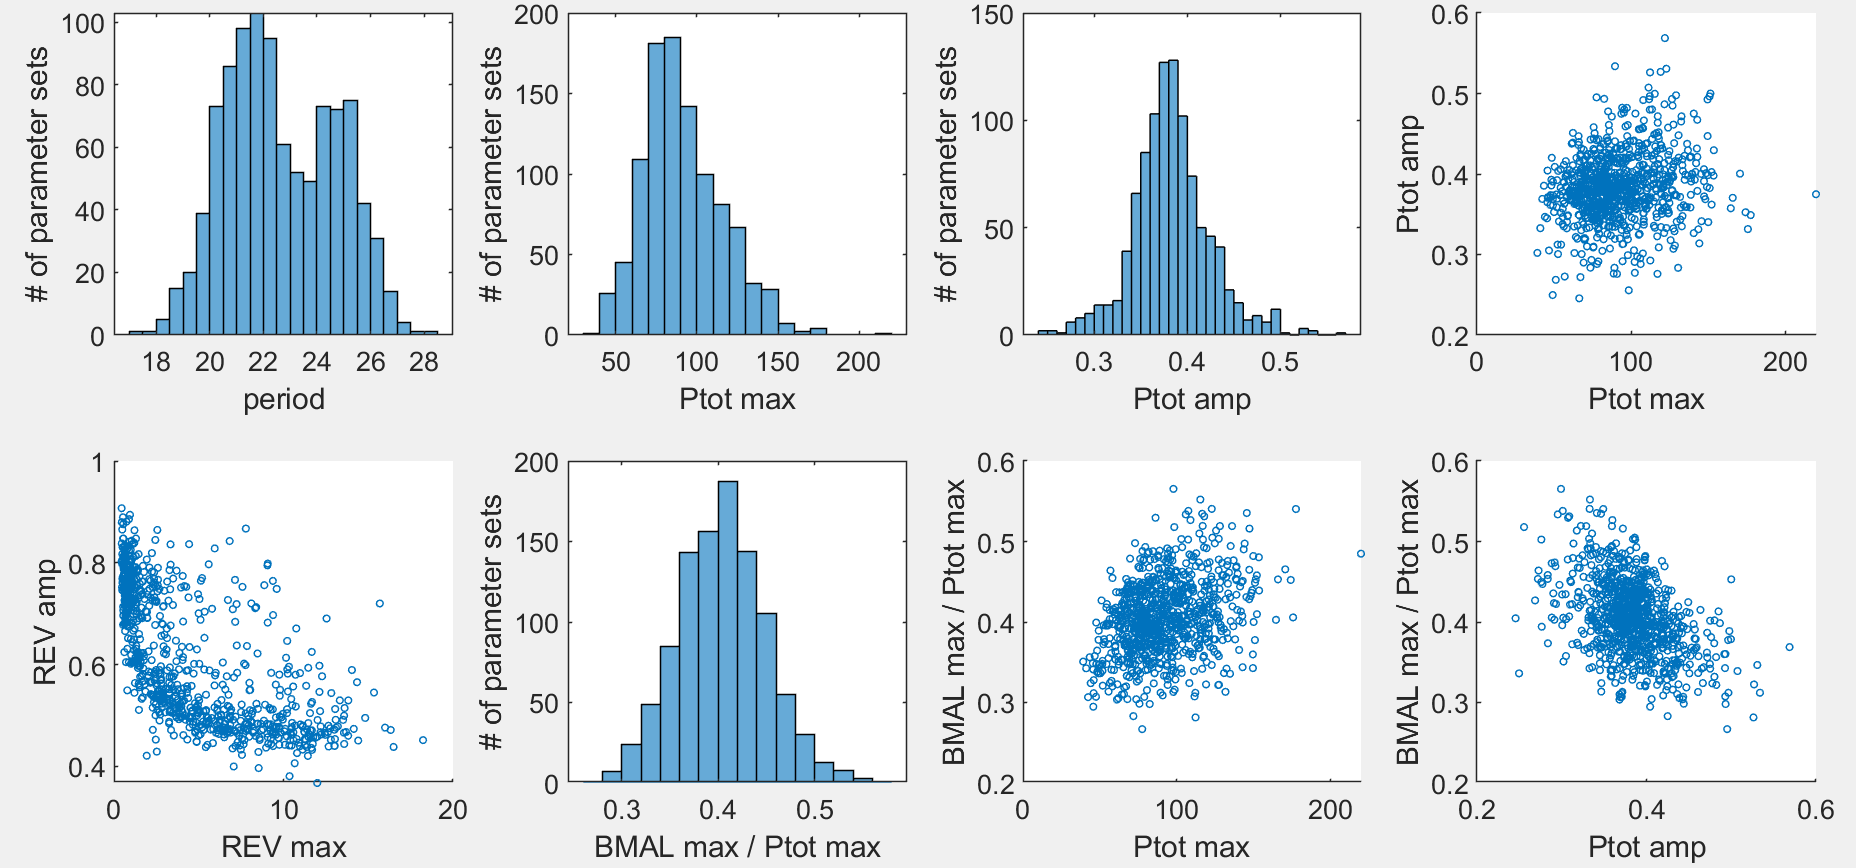 # of parameter sets
100
80
60
40
20
0
18 20 22 24 26 28
period
# of parameter sets
200
150
100
50
0
50 100 150 200
Ptot max
# of parameter sets
150
100
50
0
0.3 0.4 0.5
Ptot amp
Ptot amp
0.6
0.5
0.4
0.3
0.2
0 100 200
Ptot max
REV amp
1
0.8
0.6
0.4
0 10 20
REV max
# of parameter sets
200
150
100
50
0
0.3 0.4 0.5
BMAL max / Ptot max
BMAL max / Ptot max
0.6
0.5
0.4
0.3
0.2
0 100 200
Ptot max
BMAL max / Ptot max
0.6
0.5
0.4
0.3
0.2
0.2 0.4 0.6
Ptot amp